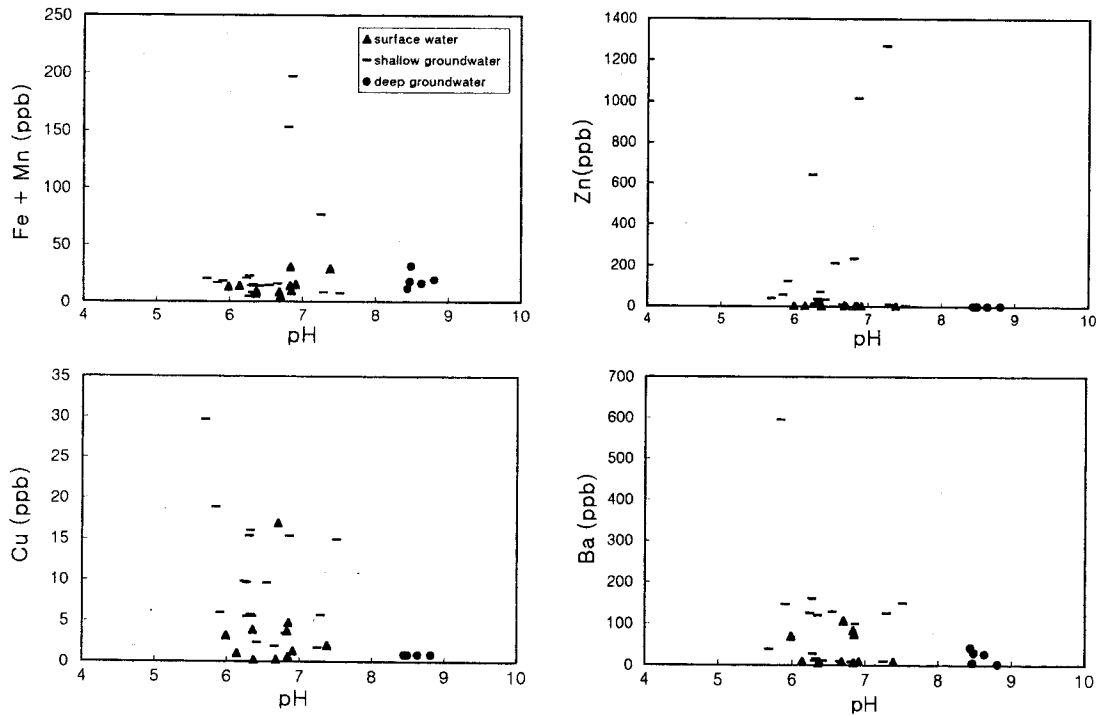 Fe + Mn (ppb)
250
200
150
100
50
0
surface water
shallow groundwater
deep groundwater
4 5 6 7 8 9 10
pH
Zn(ppb)
1400
1200
1000
800
600
400
200
0
4 5 6 7 8 9 10
pH
Cu (ppb)
35
30
25
20
15
10
5
0
4 5 6 7 8 9 10
pH
Ba (ppb)
700
600
500
400
300
200
100
0
4 5 6 7 8 9 10
pH